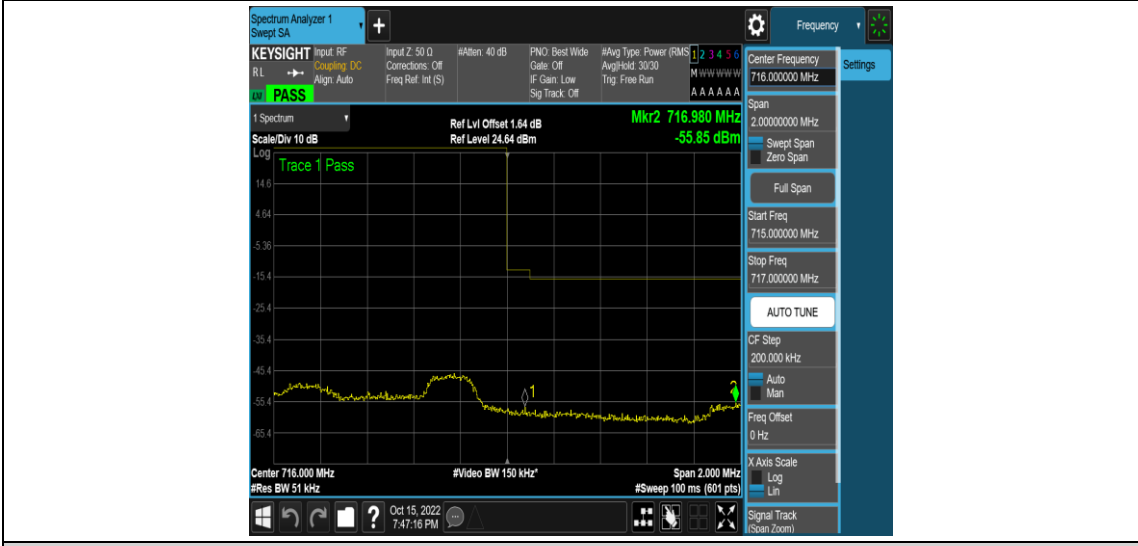 Spectrum Analyzer 1
Swept SA
Frequency
KEYSIGHT
RL
PASS
Input: RF
Coupling: DC
Align: Auto
Input Z: 50 Ω
Corrections: Off
Freq Ref: Int (S)
#Atten: 40 dB
PNO: Best Wide
Gate: Off
IF Gain: Low
Sig Track: Off
#Avg Type: Power (RMS
Avg|Hold: 30/30
Trig: Free Run
1 2 3 4 5 6
M W W W W W
A A A A A A
1 Spectrum
Scale/Div 10 dB
Ref Lvl Offset 1.64 dB
Ref Level 24.64 dBm
Mkr2 716.980 MHz
-55.85 dBm
Log
Trace 1 Pass
14.6
4.64
-5.36
-15.4
-25.4
-35.4
-45.4
-55.4
-65.4
1
2
Center 716.000 MHz
#Video BW 150 kHz*
Span 2.000 MHz
#Res BW 51 kHz
#Sweep 100 ms (601 pts)
Oct 15, 2022
7:47:16 PM
Center Frequency
716.000000 MHz
Settings
Span
2.00000000 MHz
Swept Span
Zero Span
Full Span
Start Freq
715.000000 MHz
Stop Freq
717.000000 MHz
AUTO TUNE
CF Step
200.000 kHz
Auto
Man
Freq Offset
0 Hz
X Axis Scale
Log
Lin
Signal Track
(Span Zoom)